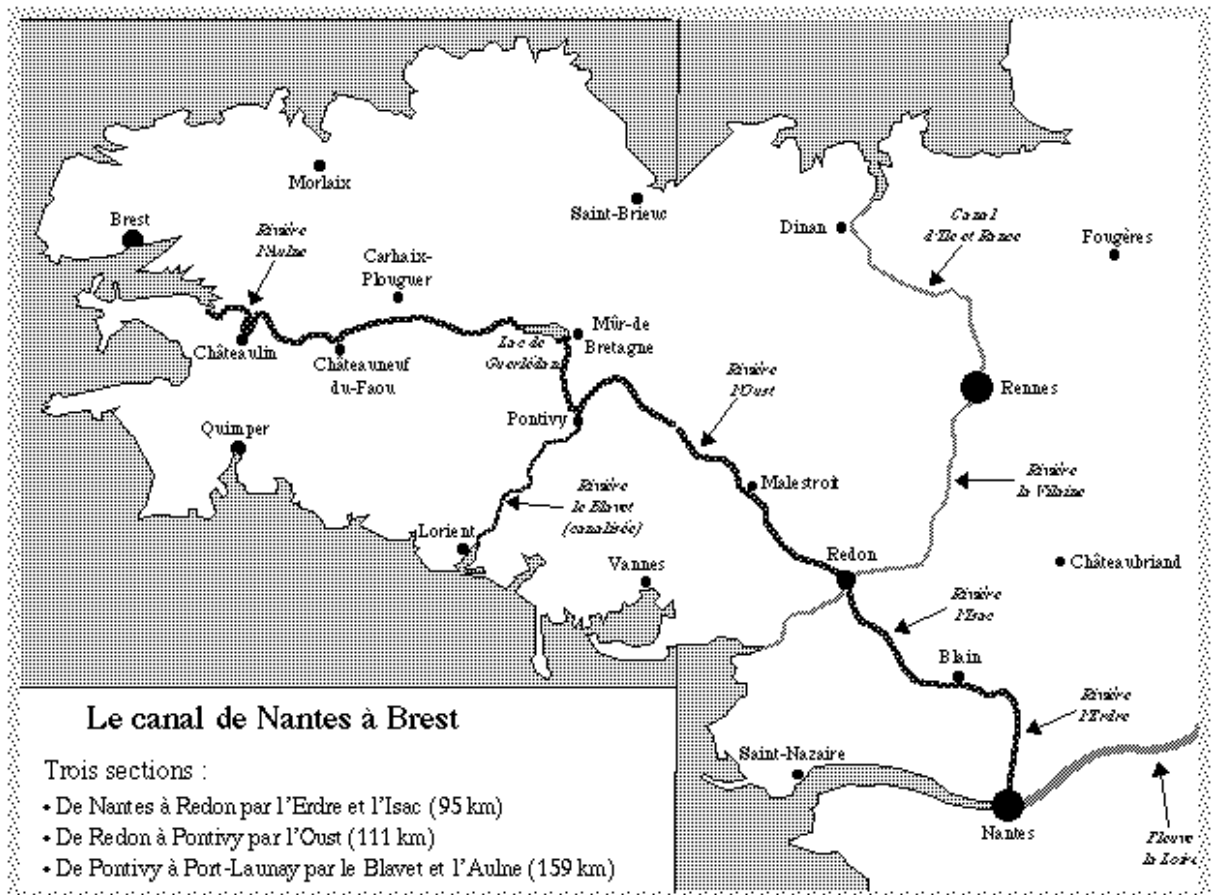 Morlaix
Brest
Rivière
l'Aulne
Saint-Brieuc
Dinan
Canal
d'Ile et Rance
Fougères
Carhaix-
Plouguer
Châteaulin
Châteauneuf
du-Faou
Lac de
Guerlédan
Mûr-de
Bretagne
Rivière
l'Oust
Rennes
Pontivy
Quimper
Rivière
le Blavet
(canalisée)
Malestroit
Rivière
la Vilaine
Lorient
Vannes
Redon
Châteaubriand
Rivière
l'Isac
Blain
Rivière
l'Erdre
Saint-Nazaire
Nantes
Fleuve
la Loire
Le canal de Nantes à Brest
Trois sections :
• De Nantes à Redon par l'Erdre et l'Isac (95 km)
• De Redon à Pontivy par l'Oust (111 km)
• De Pontivy à Port-Launay par le Blavet et l'Aulne (159 km)